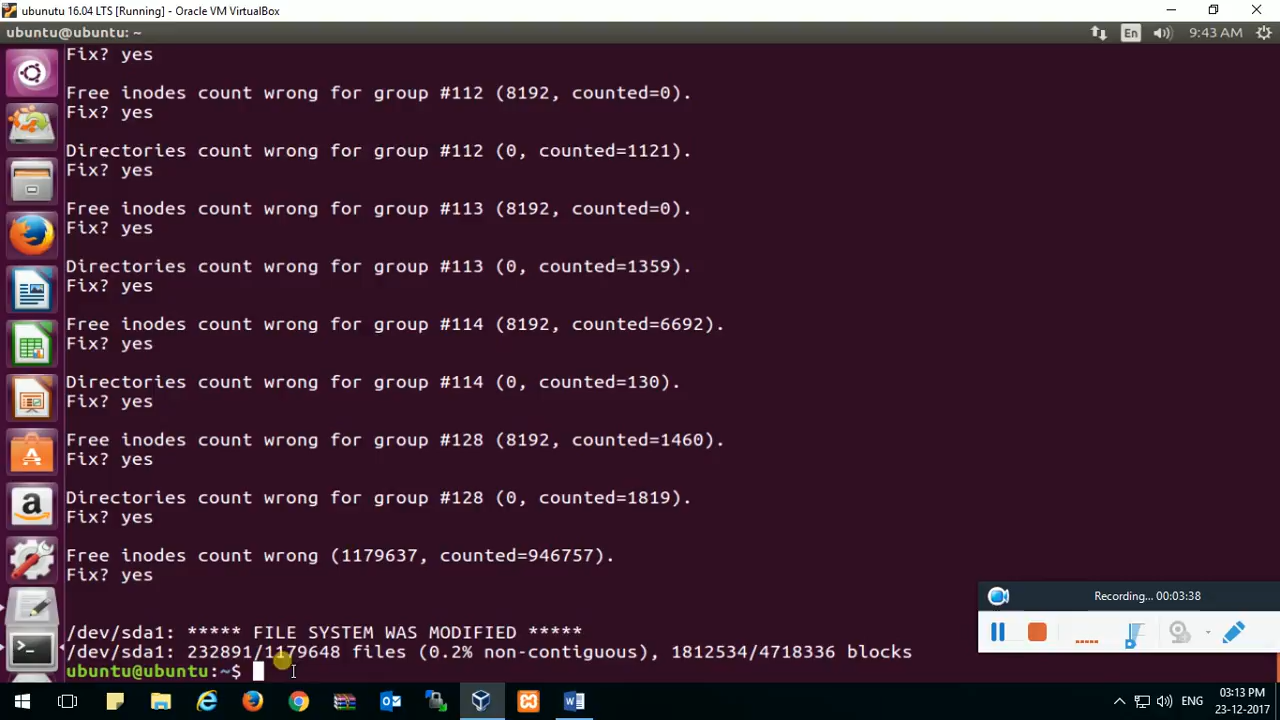 ubunutu 16.04 LTS [Running] - Oracle VM VirtualBox
ubuntu@ubuntu: ~
En
9:43 AM
Fix? yes
Free inodes count wrong for group #112 (8192, counted=0).
Fix? yes
Directories count wrong for group #112 (0, counted=1121).
Fix? yes
Free inodes count wrong for group #113 (8192, counted=0).
Fix? yes
Directories count wrong for group #113 (0, counted=1359).
Fix? yes
Free inodes count wrong for group #114 (8192, counted=6692).
Fix? yes
Directories count wrong for group #114 (0, counted=130).
Fix? yes
Free inodes count wrong for group #128 (8192, counted=1460).
Fix? yes
Directories count wrong for group #128 (0, counted=1819).
Fix? yes
Free inodes count wrong (1179637, counted=946757).
Fix? yes
Recording... 00:03:38
/dev/sda1: ***** FILE SYSTEM WAS MODIFIED *****
/dev/sda1: 232891/1179648 files (0.2% non-contiguous), 1812534/4718336 blocks
ubuntu@ubuntu:~$
ENG
03:13 PM
23-12-2017